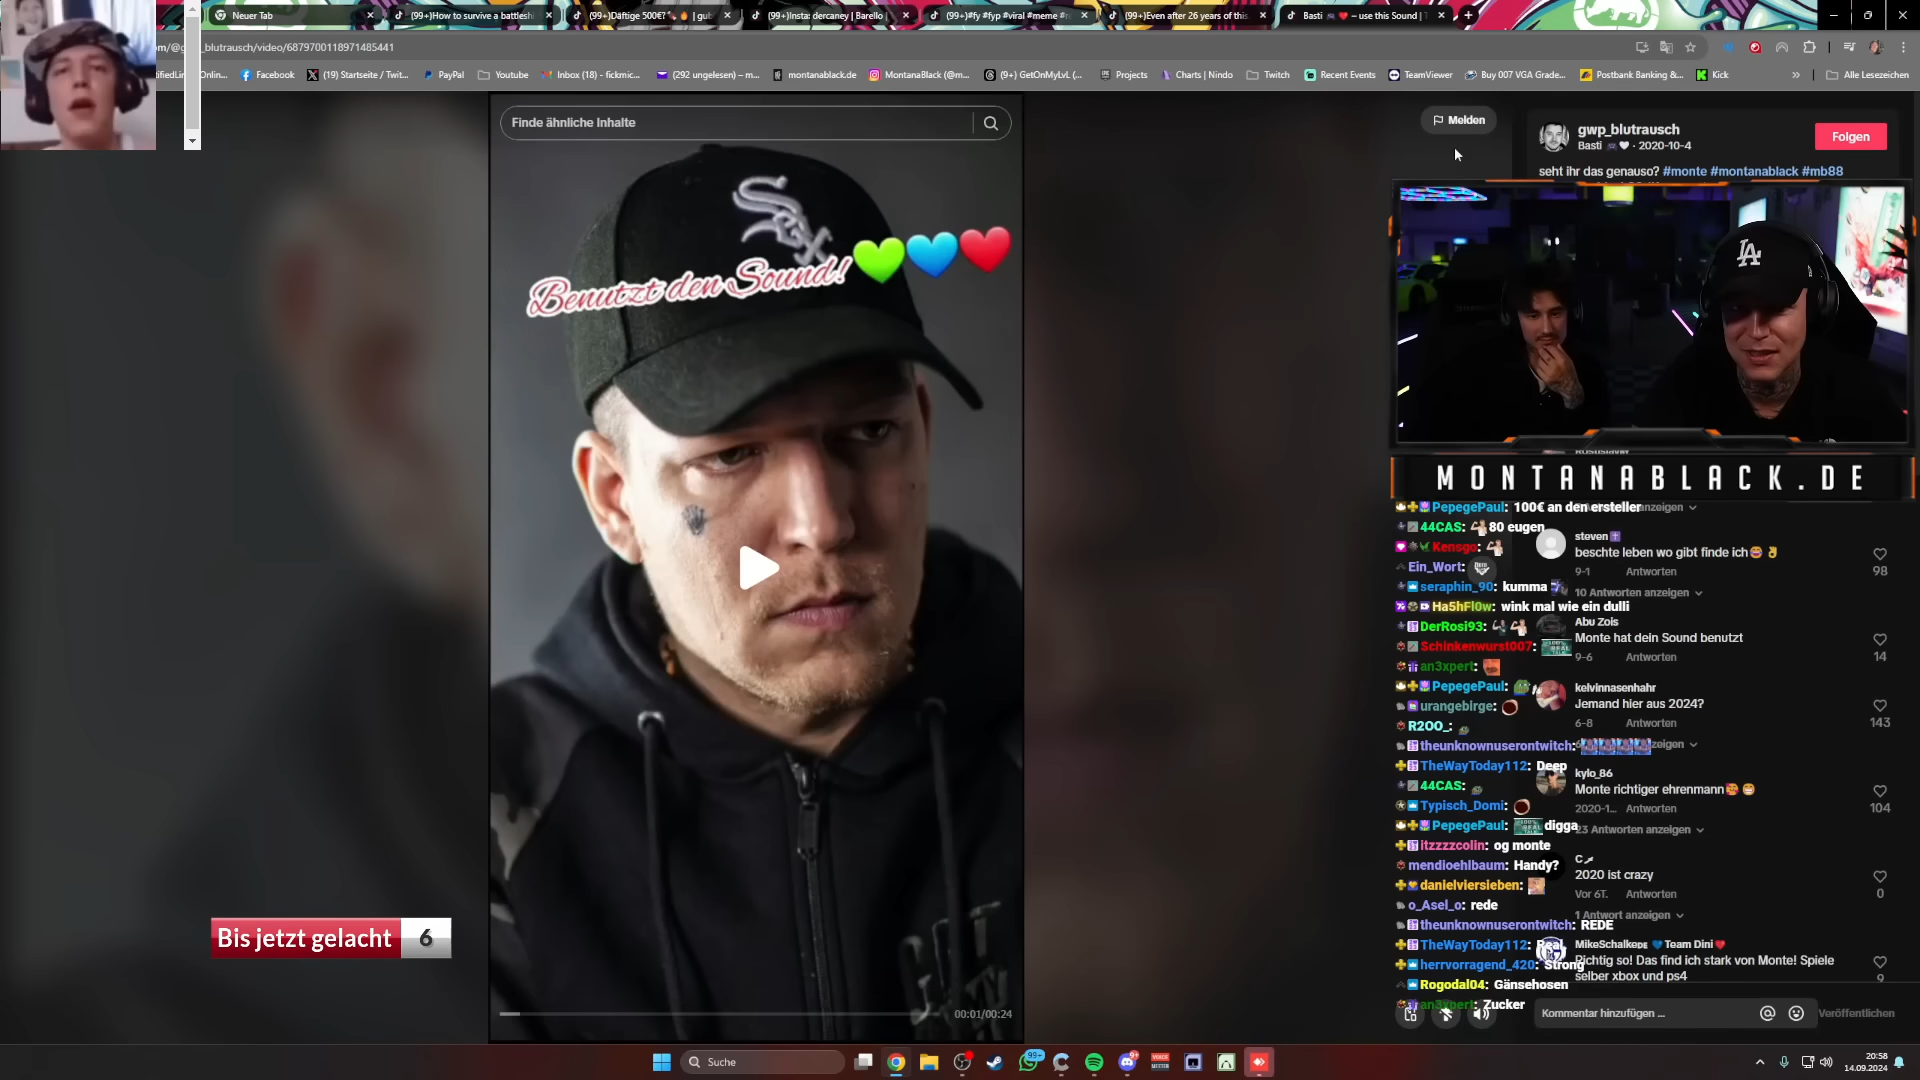 Neuer Tab
(99+)How to survive a battleshi
(99+)Däftige 500€?
| gut
(99+)Insta: dercaney | Barello |
(99+)#fy #fyp #viral #meme #r
(99+)Even after 26 years of this
Basti
– use this Sound | T
_blutrausch/video/6879700118971485441
Facebook
(19) Startseite / Twit...
PayPal
Youtube
Inbox (18) - fickmic...
(292 ungelesen) – m...
montanablack.de
MontanaBlack (@m...
(9+) GetOnMyLvL (...
Projects
Charts | Nindo
Twitch
Recent Events
TeamViewer
Buy 007 VGA Grade...
Postbank Banking &...
Kick
»
Alle Lesezeichen
Finde ähnliche Inhalte
Melden
gwp_blutrausch
Basti 🖤 · 2020-10-4
Folgen
seht ihr das genauso? #monte #montanablack #mb88
Benutzt den Sound!💚💙❤️
LA
MONTANABLACK.DE
PepegePaul: 100€ an den ersteller
44CAS: 80 eugen
Kensgo:
Ein_Wort:
seraphin_90: kumma
Ha5hFl0w: wink mal wie ein dulli
DerRosi93:
Schinkenwurst007:
an3xpert:
PepegePaul:
urangebirge:
R2OO_:
theunknownuserontwitch:
TheWayToday112: Deep
44CAS:
Typisch_Domi:
PepegePaul: digga
itzzzzcolin: og monte
mendioehlbaum: Handy?
danielviersieben:
o_Asel_o: rede
theunknownuserontwitch: REDE
TheWayToday112: Real
herrvorragend_420: Strong
Rogodal04: Gänsehosen
an3xpert: Zucker
steven✝️
beschte leben wo gibt finde ich😂✌️
9-1 Antworten
98
10 Antworten anzeigen
Abu Zois
Monte hat dein Sound benutzt
9-6 Antworten
14
kelvinnasenhahr
Jemand hier aus 2024?
6-8 Antworten
143
kylo_86
Monte richtiger ehrenmann🥰😁
2020-1... Antworten
104
23 Antworten anzeigen
C
2020 ist crazy
Vor 6T. Antworten
0
1 Antwort anzeigen
💙Team Dini❤️
Richtig so! Das find ich stark von Monte! Spiele
selber xbox und ps4
9
Kommentar hinzufügen ...
Veröffentlichen
Bis jetzt gelacht 6
00:01/00:24
Suche
99+
20:58
14.09.2024